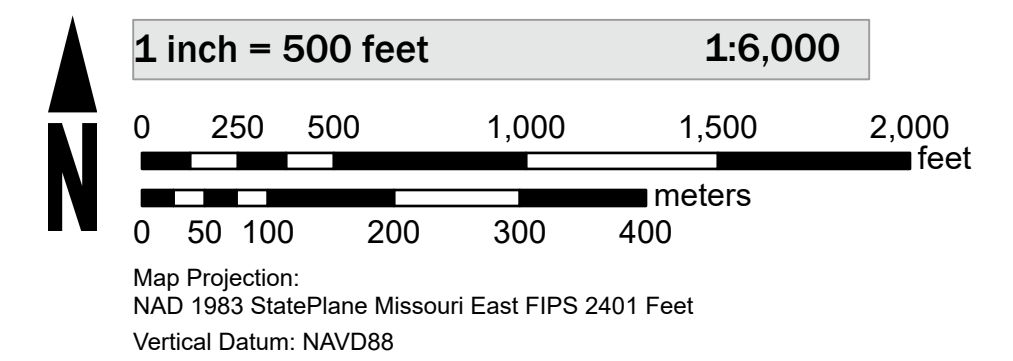 1 inch = 500 feet 1:6,000
0 250 500 1,000 1,500 2,000
feet
meters
0 50 100 200 300 400
N
Map Projection:
NAD 1983 StatePlane Missouri East FIPS 2401 Feet
Vertical Datum: NAVD88